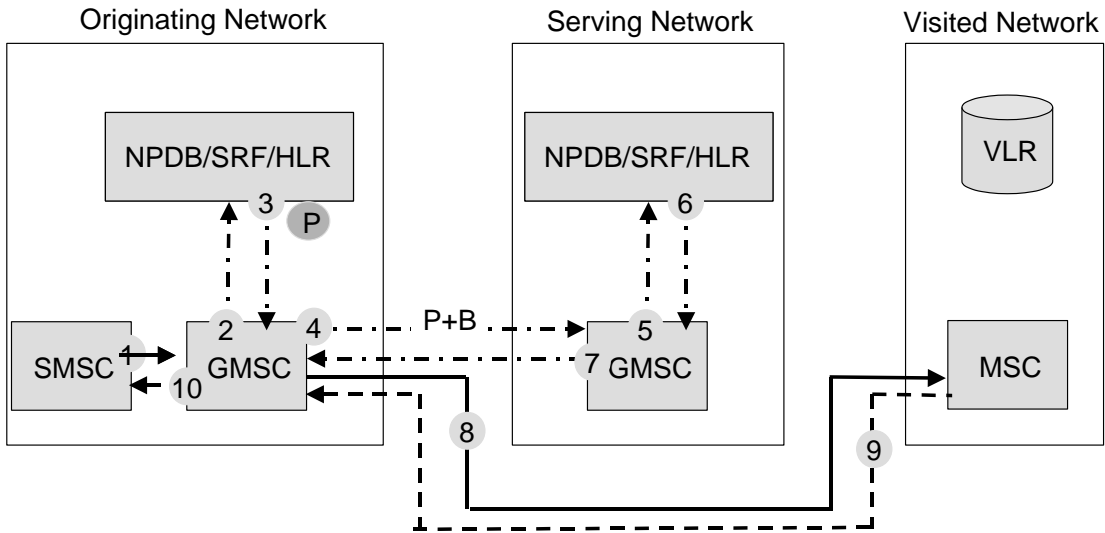 Originating Network
Serving Network
Visited Network
NPDB/SRF/HLR
NPDB/SRF/HLR
VLR
3
P
6
2
4
P+B
5
1
SMSC
GMSC
7
GMSC
MSC
10
8
9